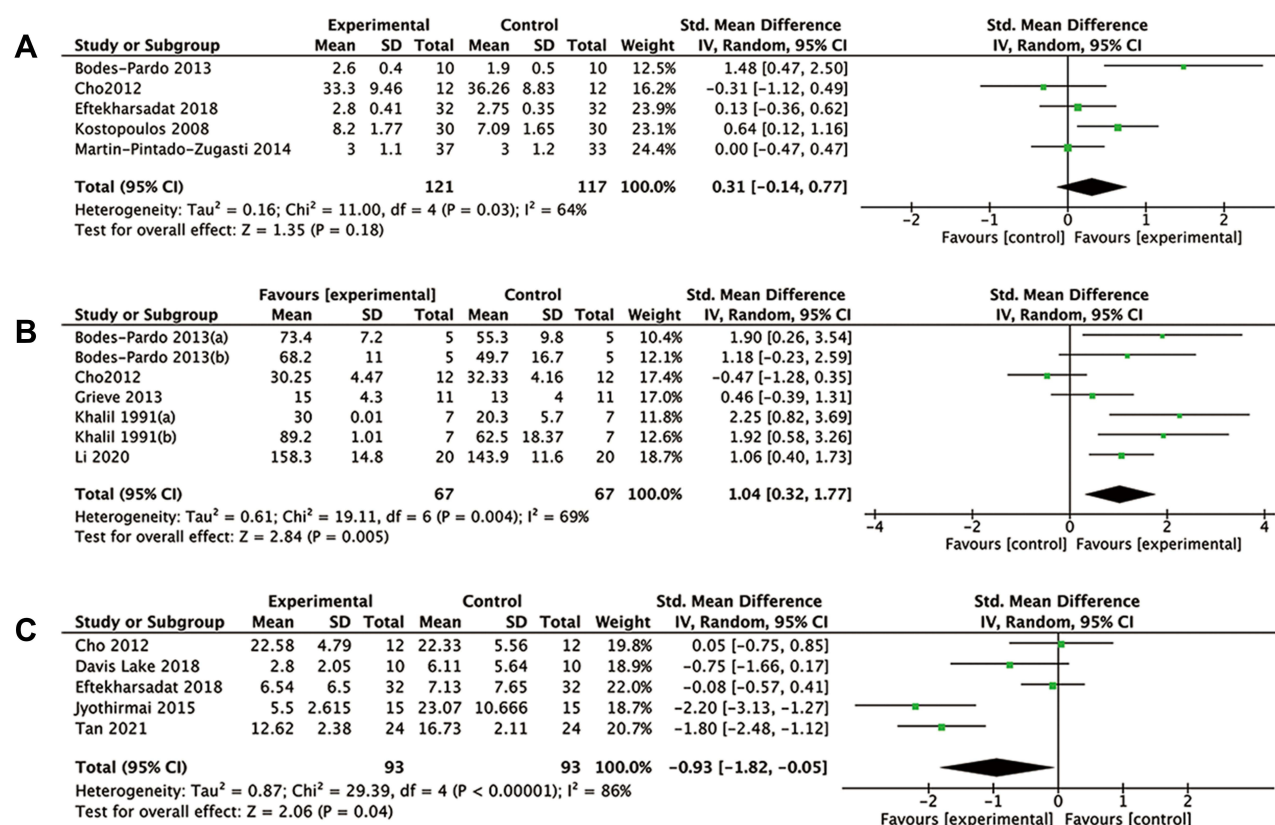 A
Experimental Control Std. Mean Difference Std. Mean Difference
Study or Subgroup Mean SD Total Mean SD Total Weight IV, Random, 95% CI IV, Random, 95% CI
Bodes-Pardo 2013 2.6 0.4 10 1.9 0.5 10 12.5% 1.48 [0.47, 2.50]
Cho2012 33.3 9.46 12 36.26 8.83 12 16.2% -0.31 [-1.12, 0.49]
Eftekharsadat 2018 2.8 0.41 32 2.75 0.35 32 23.9% 0.13 [-0.36, 0.62]
Kostopoulos 2008 8.2 1.77 30 7.09 1.65 30 23.1% 0.64 [0.12, 1.16]
Martin-Pintado-Zugasti 2014 3 1.1 37 3 1.2 33 24.4% 0.00 [-0.47, 0.47]
Total (95% CI) 121 117 100.0% 0.31 [-0.14, 0.77]
Heterogeneity: Tau² = 0.16; Chi² = 11.00, df = 4 (P = 0.03); I² = 64%
Test for overall effect: Z = 1.35 (P = 0.18)
-2 -1 0 1 2
Favours [control] Favours [experimental]
B
Favours [experimental] Control Std. Mean Difference Std. Mean Difference
Study or Subgroup Mean SD Total Mean SD Total Weight IV, Random, 95% CI IV, Random, 95% CI
Bodes-Pardo 2013(a) 73.4 7.2 5 55.3 9.8 5 10.4% 1.90 [0.26, 3.54]
Bodes-Pardo 2013(b) 68.2 11 5 49.7 16.7 5 12.1% 1.18 [-0.23, 2.59]
Cho2012 30.25 4.47 12 32.33 4.16 12 17.4% -0.47 [-1.28, 0.35]
Grieve 2013 15 4.3 11 13 4 11 17.0% 0.46 [-0.39, 1.31]
Khalil 1991(a) 30 0.01 7 20.3 5.7 7 11.8% 2.25 [0.82, 3.69]
Khalil 1991(b) 89.2 1.01 7 62.5 18.37 7 12.6% 1.92 [0.58, 3.26]
Li 2020 158.3 14.8 20 143.9 11.6 20 18.7% 1.06 [0.40, 1.73]
Total (95% CI) 67 67 100.0% 1.04 [0.32, 1.77]
Heterogeneity: Tau² = 0.61; Chi² = 19.11, df = 6 (P = 0.004); I² = 69%
Test for overall effect: Z = 2.84 (P = 0.005)
-4 -2 0 2 4
Favours [control] Favours [experimental]
C
Experimental Control Std. Mean Difference Std. Mean Difference
Study or Subgroup Mean SD Total Mean SD Total Weight IV, Random, 95% CI IV, Random, 95% CI
Cho 2012 22.58 4.79 12 22.33 5.56 12 19.8% 0.05 [-0.75, 0.85]
Davis Lake 2018 2.8 2.05 10 6.11 5.64 10 18.9% -0.75 [-1.66, 0.17]
Eftekharsadat 2018 6.54 6.5 32 7.13 7.65 32 22.0% -0.08 [-0.57, 0.41]
Jyothirmai 2015 5.5 2.615 15 23.07 10.666 15 18.7% -2.20 [-3.13, -1.27]
Tan 2021 12.62 2.38 24 16.73 2.11 24 20.7% -1.80 [-2.48, -1.12]
Total (95% CI) 93 93 100.0% -0.93 [-1.82, -0.05]
Heterogeneity: Tau² = 0.87; Chi² = 29.39, df = 4 (P < 0.00001); I² = 86%
Test for overall effect: Z = 2.06 (P = 0.04)
-2 -1 0 1 2
Favours [experimental] Favours [control]